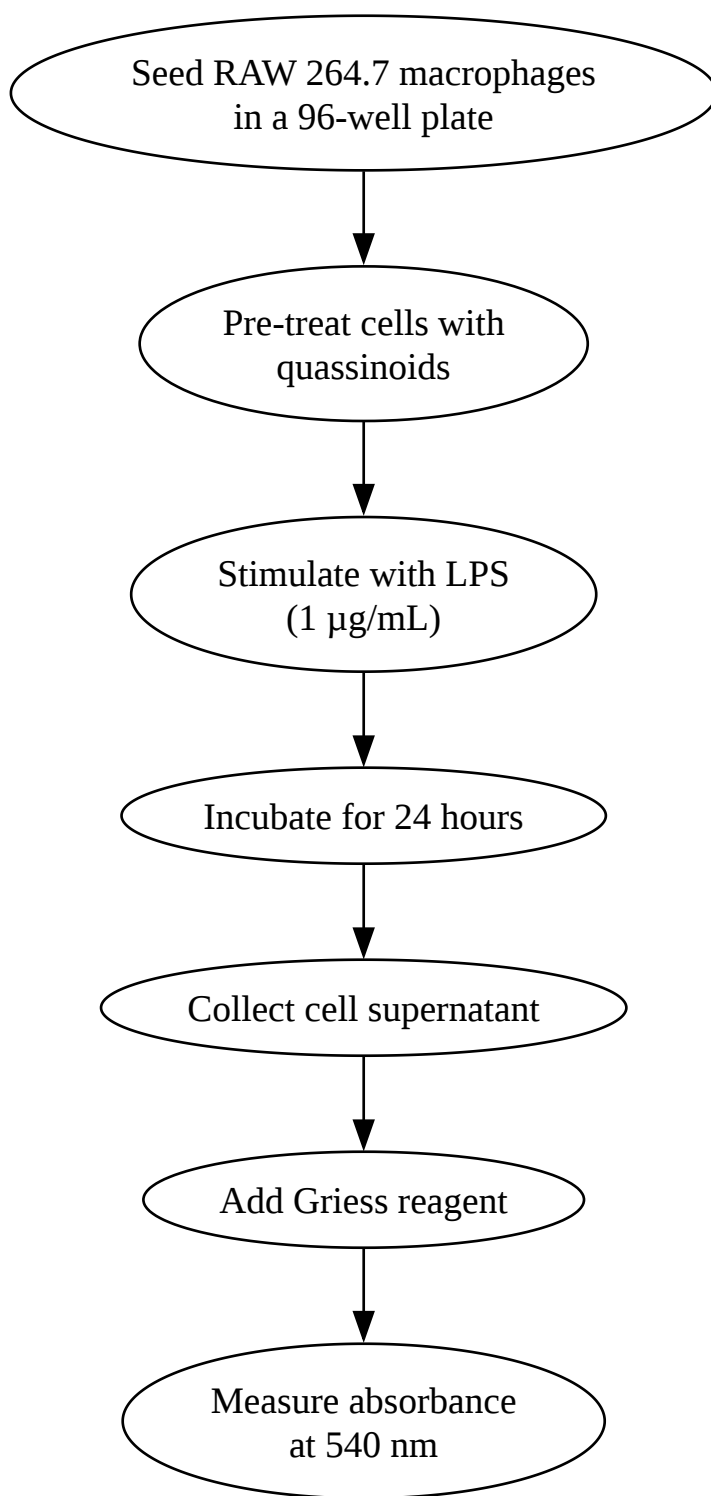 Seed RAW 264.7 macrophages
in a 96-well plate
Pre-treat cells with
quassinoids
Stimulate with LPS
(1 µg/mL)
Incubate for 24 hours
Collect cell supernatant
Add Griess reagent
Measure absorbance
at 540 nm